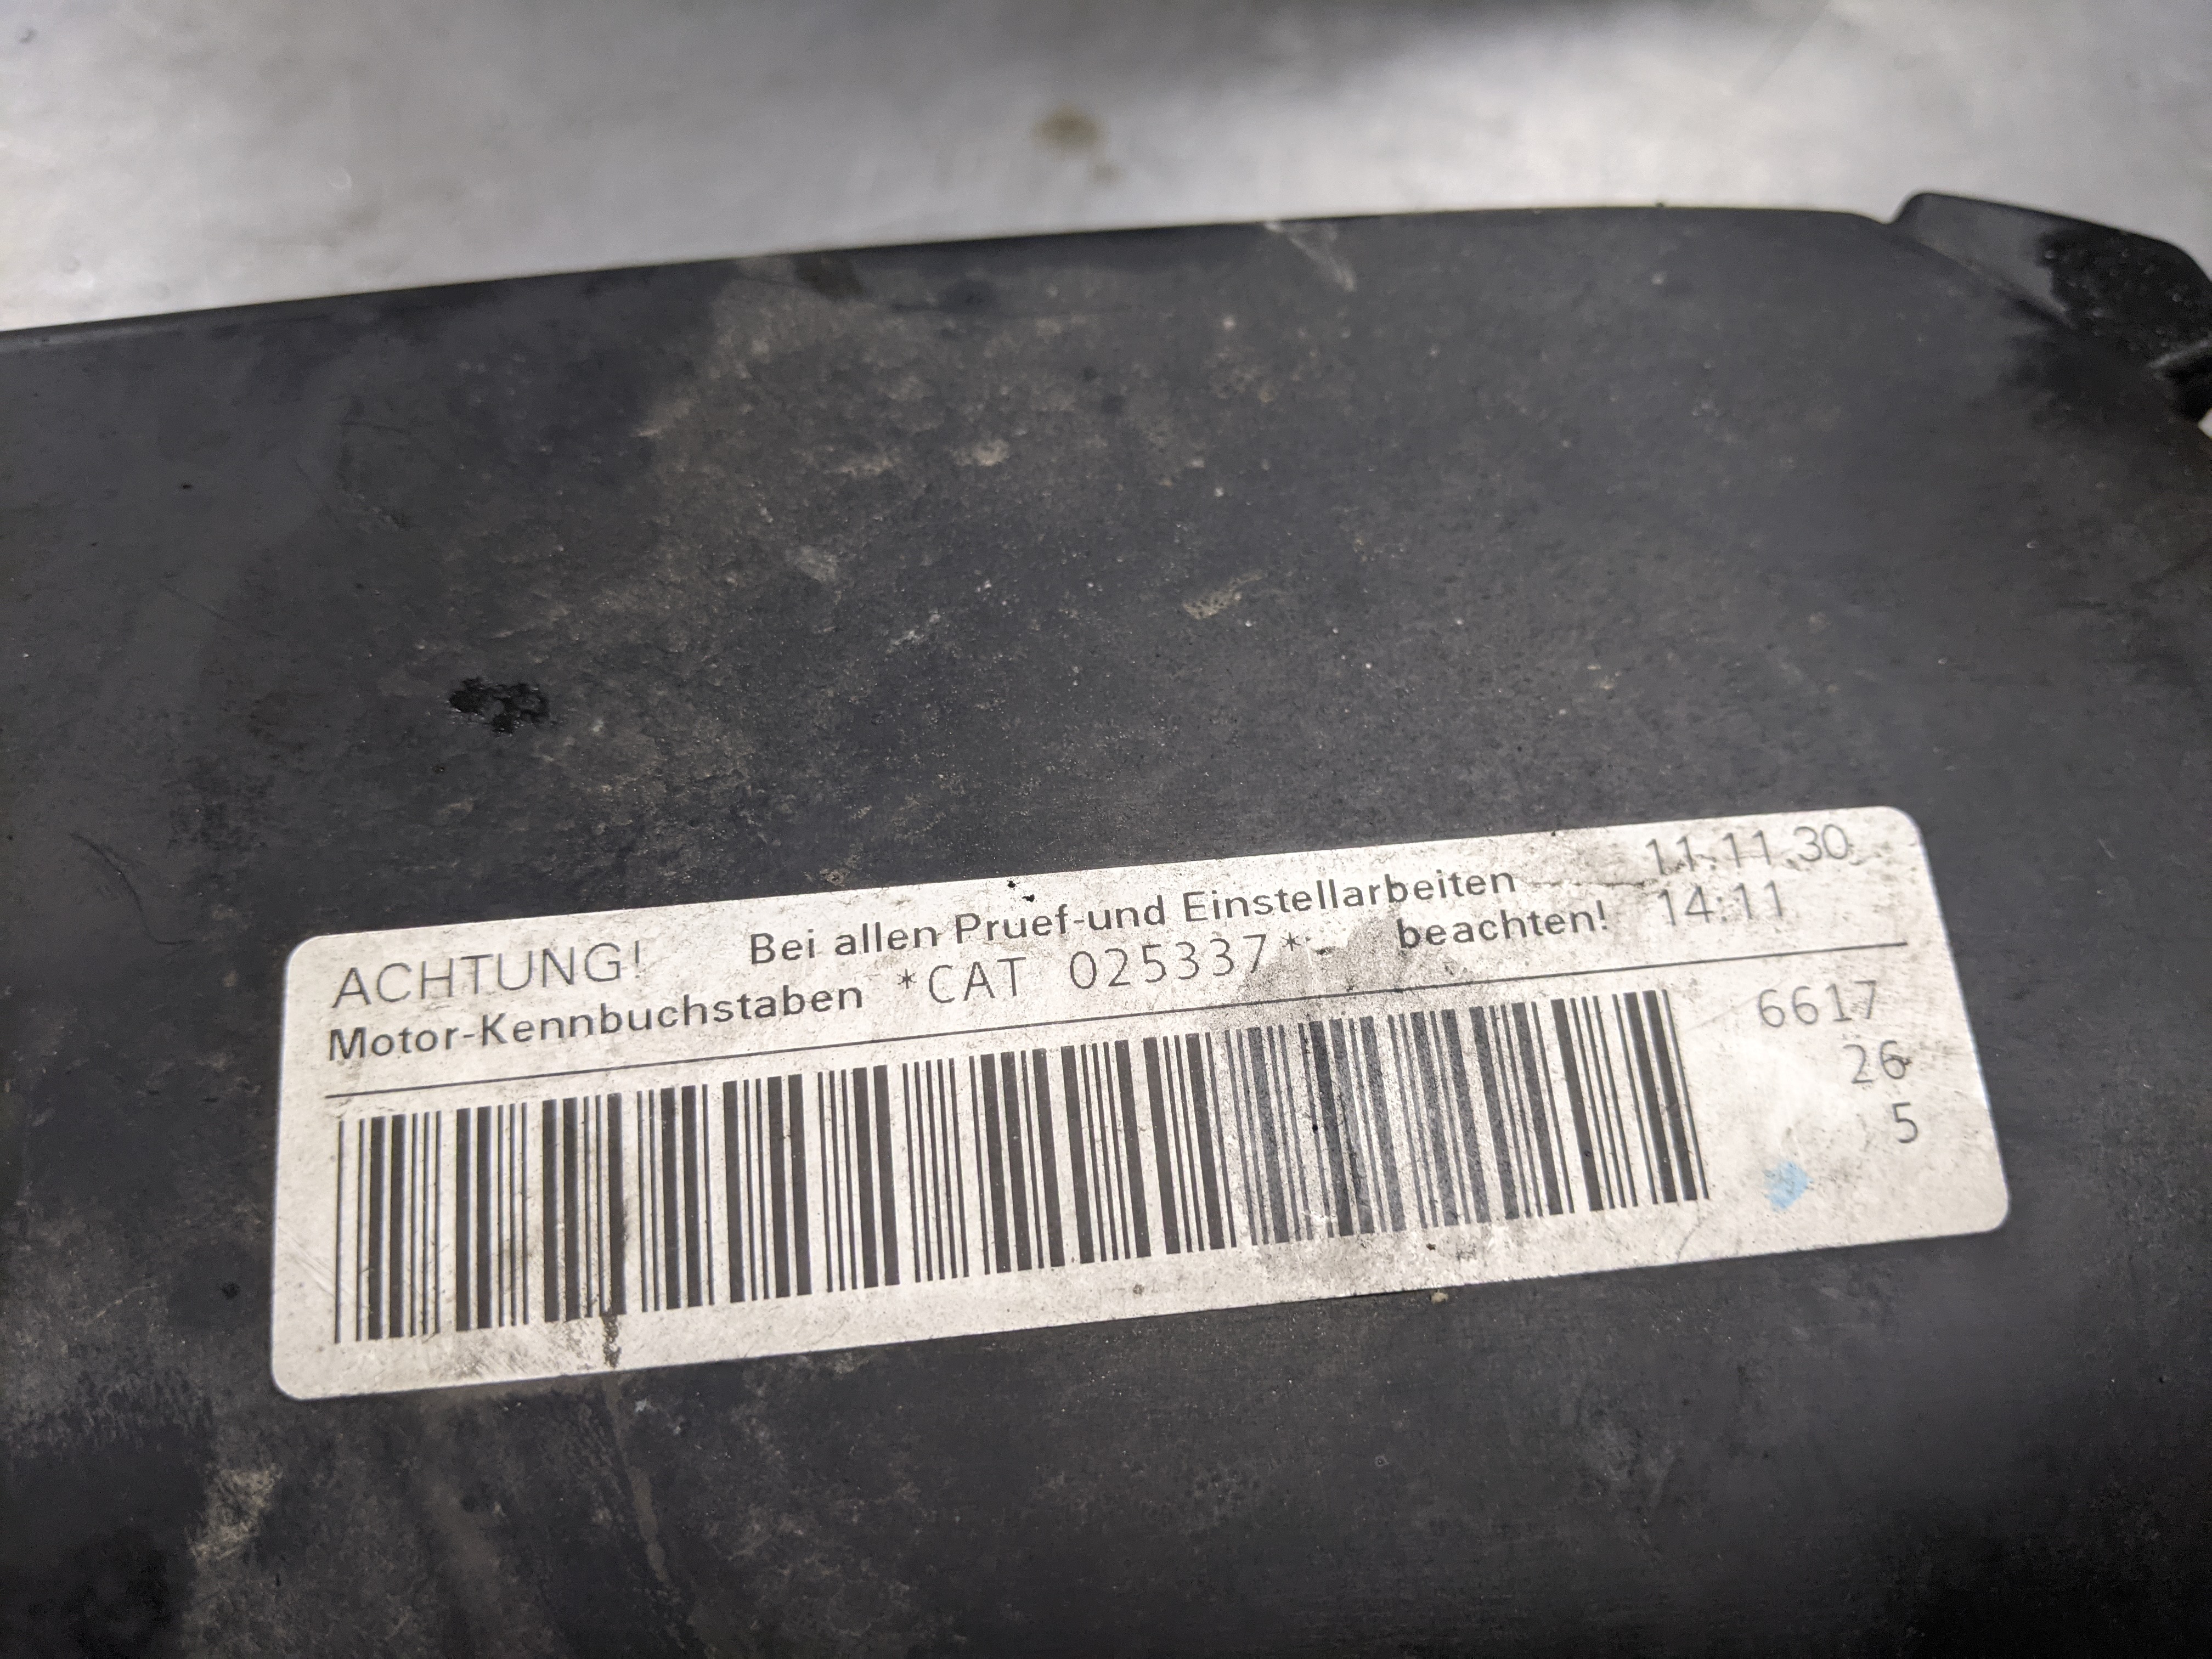 ACHTUNG! Bei allen Pruef-und Einstellarbeiten 11.11.30
Motor-Kennbuchstaben *CAT 025337*- beachten! 14:11
6617
26
5